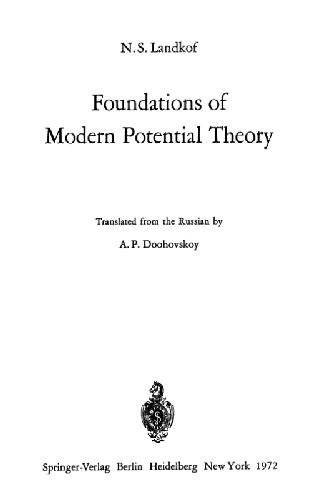 N. S. Landkof
Foundations of
Modern Potential Theory
Translated from the Russian by
A. P. Doohovskoy
Springer-Verlag Berlin Heidelberg New York 1972